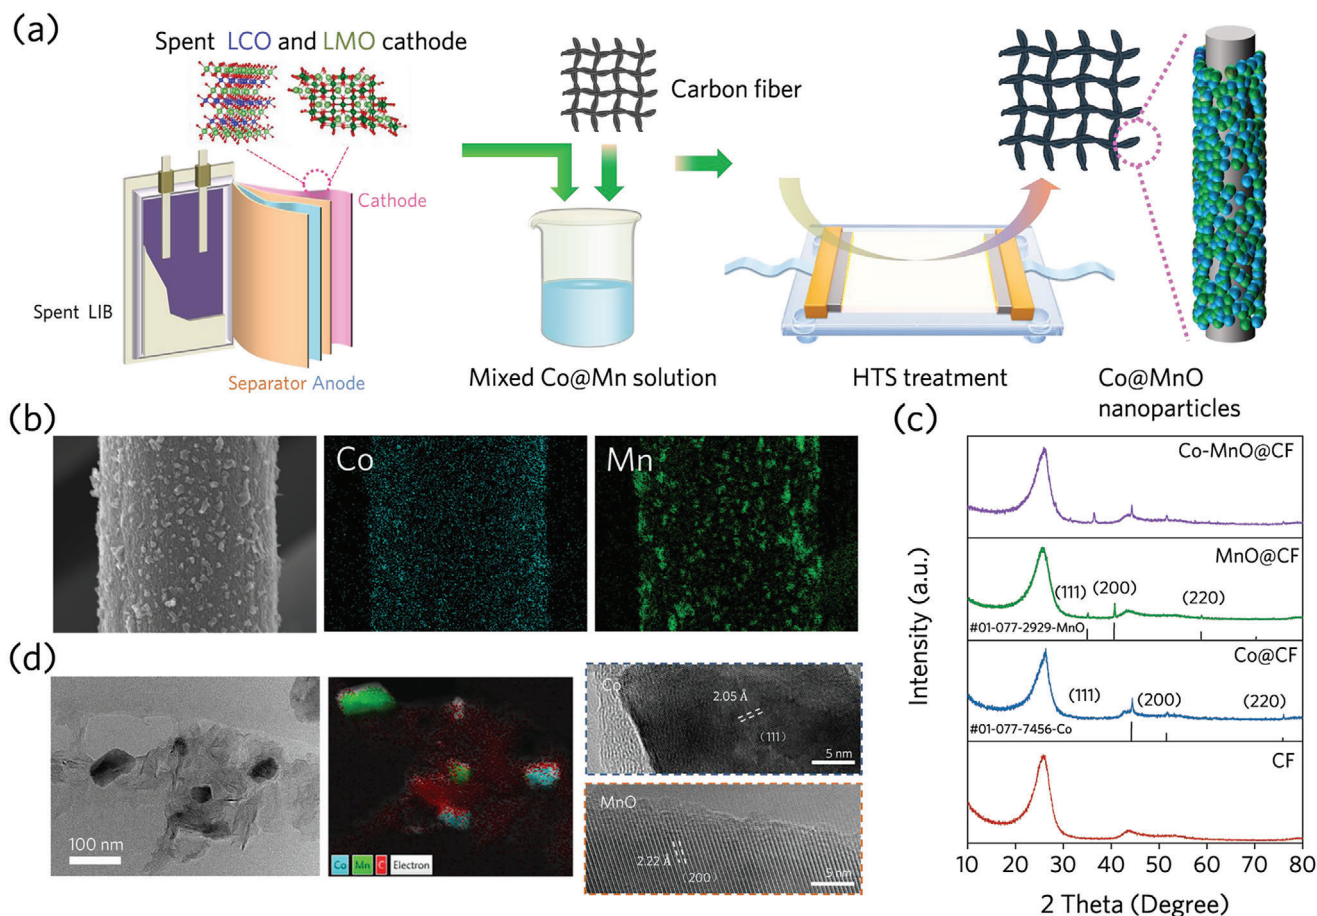 (a)
Spent LCO and LMO cathode
Carbon fiber
Cathode
Spent LIB
Separator Anode
Mixed Co@Mn solution
HTS treatment
Co@MnO
nanoparticles
(b)
Co
Mn
(c)
Co-MnO@CF
MnO@CF
(111)
(200)
(220)
#01-077-2929-MnO
Co@CF
(111)
(200)
(220)
#01-077-7456-Co
CF
Intensity (a.u.)
10 20 30 40 50 60 70 80
2 Theta (Degree)
(d)
100 nm
Co Mn C Electron
Co
2.05 Å
(111)
5 nm
MnO
2.22 Å
(200)
5 nm